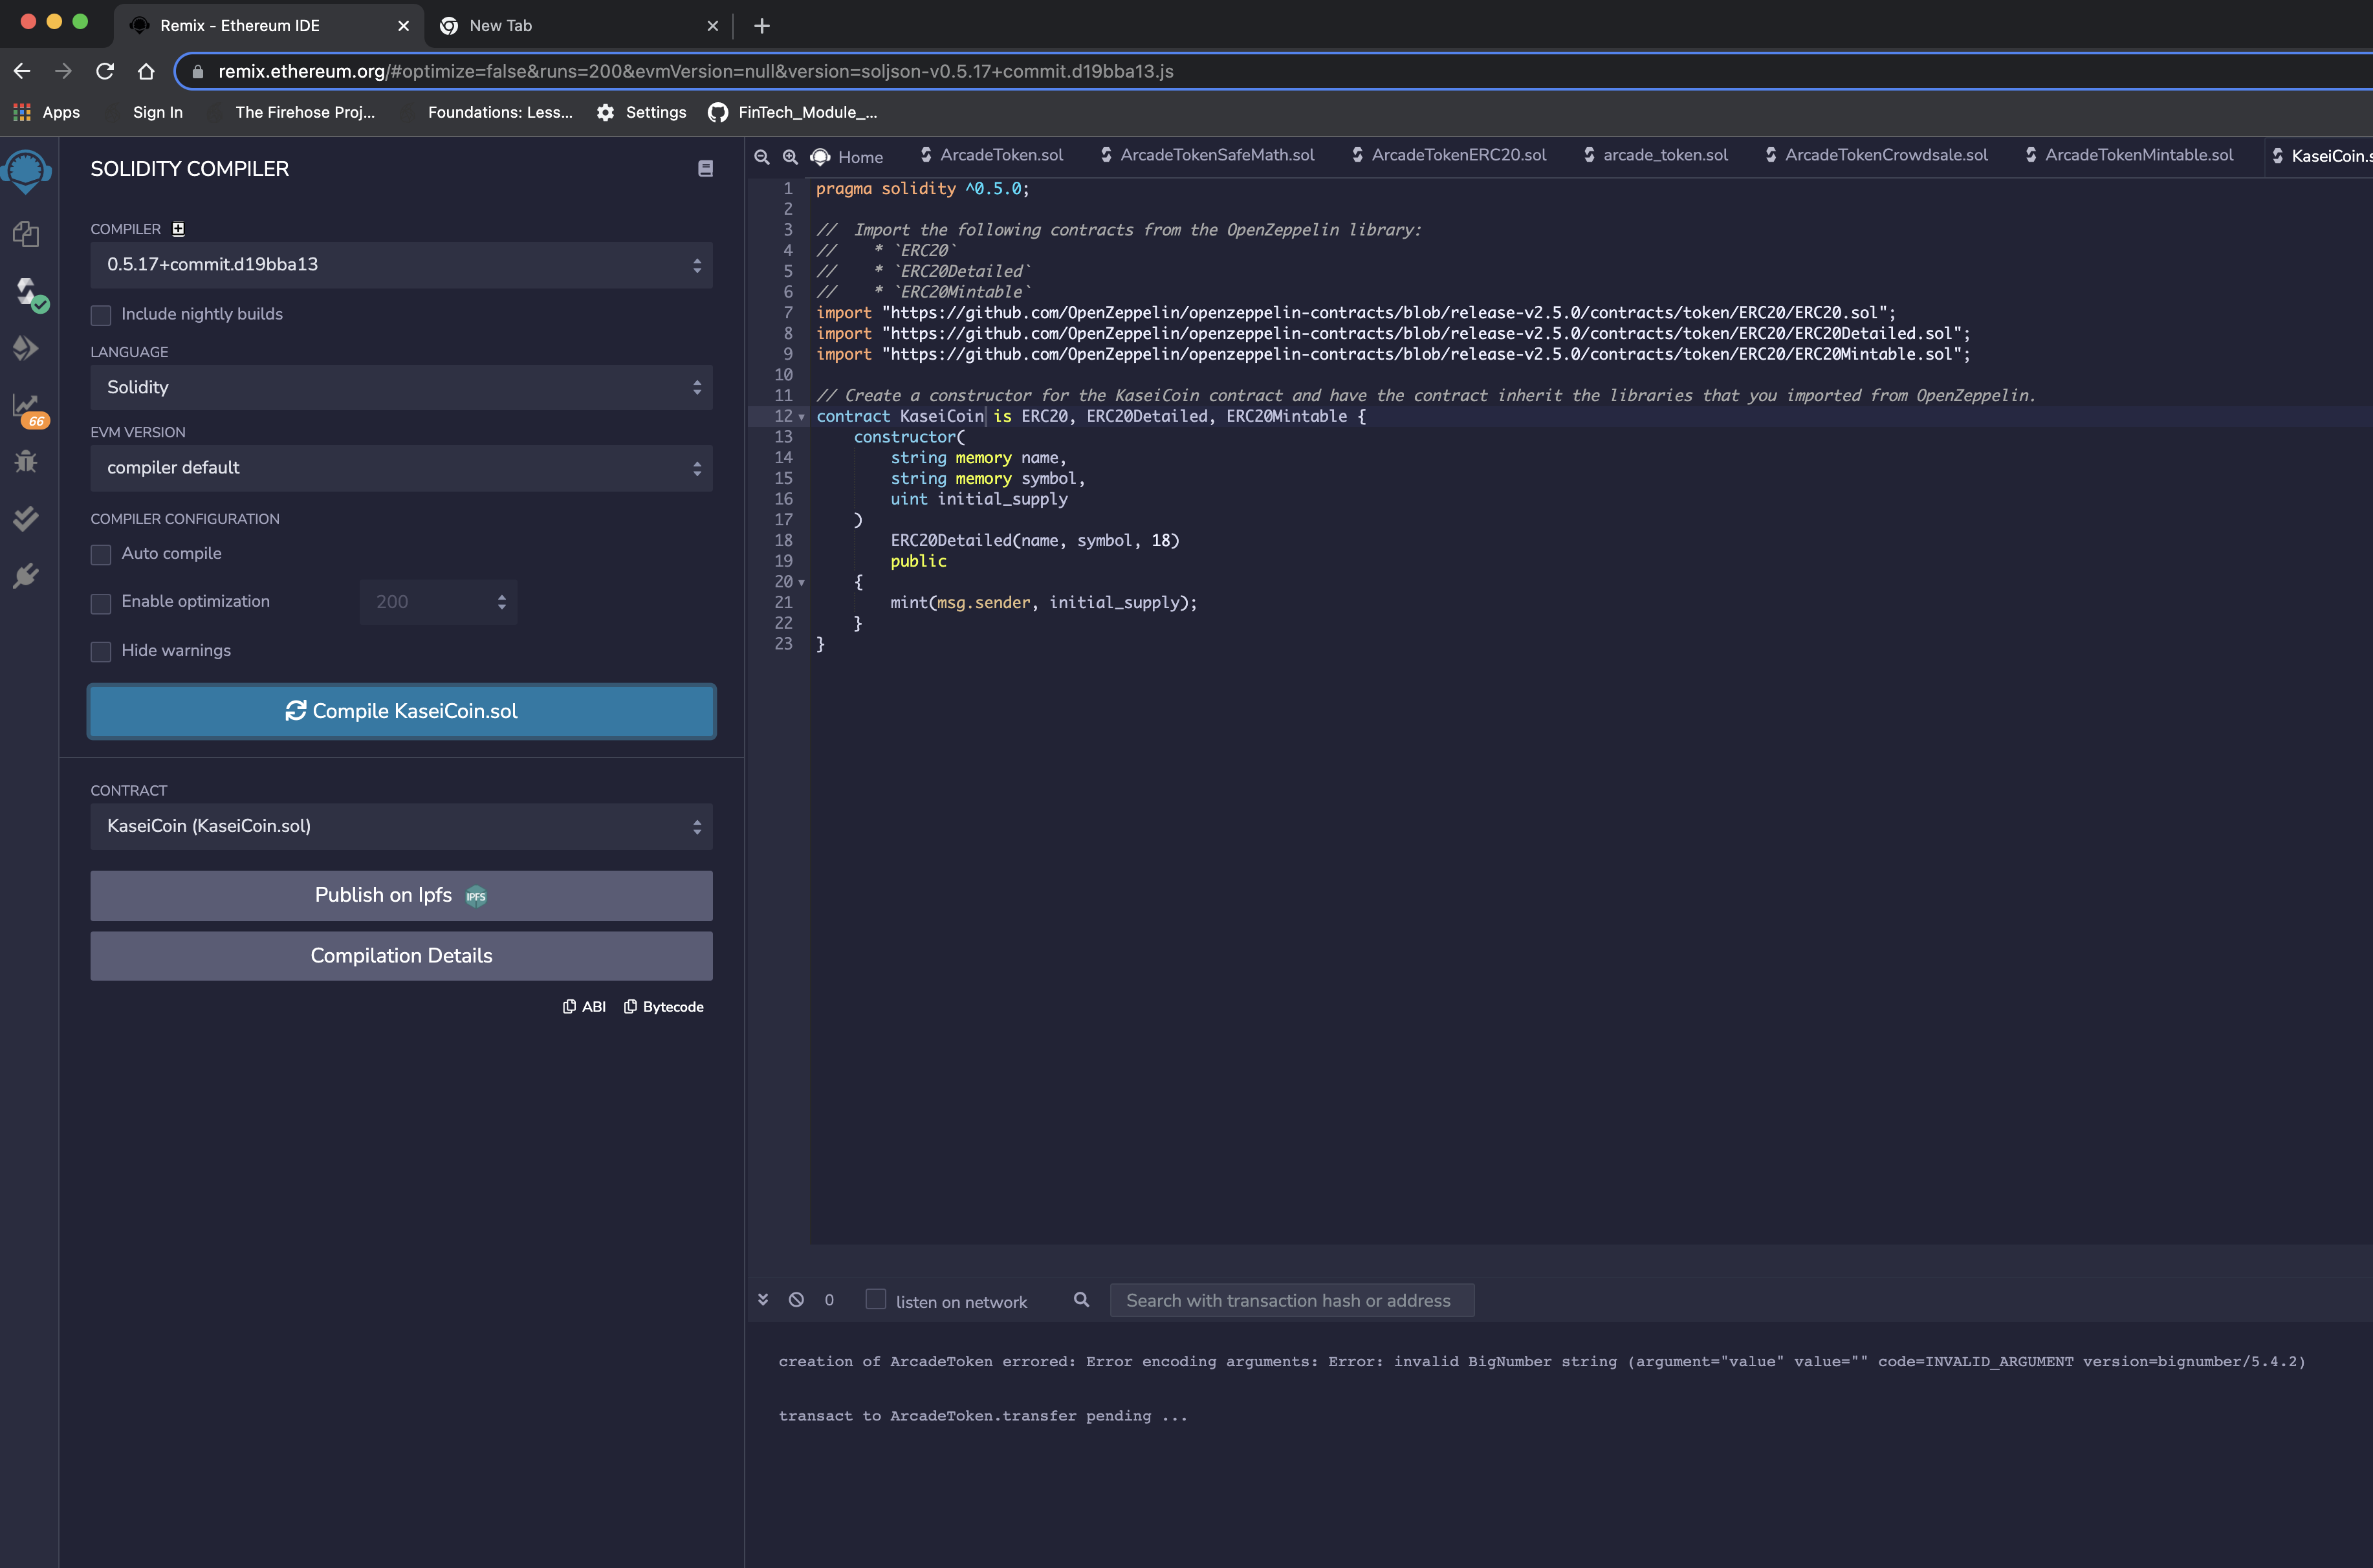 Remix - Ethereum IDE
New Tab
remix.ethereum.org/#optimize=false&runs=200&evmVersion=null&version=soljson-v0.5.17+commit.d19bba13.js
Apps
Sign In
The Firehose Proj...
Foundations: Less...
Settings
FinTech_Module_...
SOLIDITY COMPILER
COMPILER
0.5.17+commit.d19bba13
Include nightly builds
LANGUAGE
Solidity
66
EVM VERSION
compiler default
COMPILER CONFIGURATION
Auto compile
Enable optimization
200
Hide warnings
Compile KaseiCoin.sol
CONTRACT
KaseiCoin (KaseiCoin.sol)
Publish on Ipfs IPFS
Compilation Details
ABI Bytecode
Home ArcadeToken.sol ArcadeTokenSafeMath.sol ArcadeTokenERC20.sol arcade_token.sol ArcadeTokenCrowdsale.sol ArcadeTokenMintable.sol KaseiCoin.s
1 pragma solidity ^0.5.0;
2
3 //  Import the following contracts from the OpenZeppelin library:
4 //    * `ERC20`
5 //    * `ERC20Detailed`
6 //    * `ERC20Mintable`
7 import "https://github.com/OpenZeppelin/openzeppelin-contracts/blob/release-v2.5.0/contracts/token/ERC20/ERC20.sol";
8 import "https://github.com/OpenZeppelin/openzeppelin-contracts/blob/release-v2.5.0/contracts/token/ERC20/ERC20Detailed.sol";
9 import "https://github.com/OpenZeppelin/openzeppelin-contracts/blob/release-v2.5.0/contracts/token/ERC20/ERC20Mintable.sol";
10
11 // Create a constructor for the KaseiCoin contract and have the contract inherit the libraries that you imported from OpenZeppelin.
12 contract KaseiCoin is ERC20, ERC20Detailed, ERC20Mintable {
13     constructor(
14         string memory name,
15         string memory symbol,
16         uint initial_supply
17     )
18         ERC20Detailed(name, symbol, 18)
19         public
20     {
21         mint(msg.sender, initial_supply);
22     }
23 }
0 listen on network Search with transaction hash or address
creation of ArcadeToken errored: Error encoding arguments: Error: invalid BigNumber string (argument="value" value="" code=INVALID_ARGUMENT version=bignumber/5.4.2)
transact to ArcadeToken.transfer pending ...